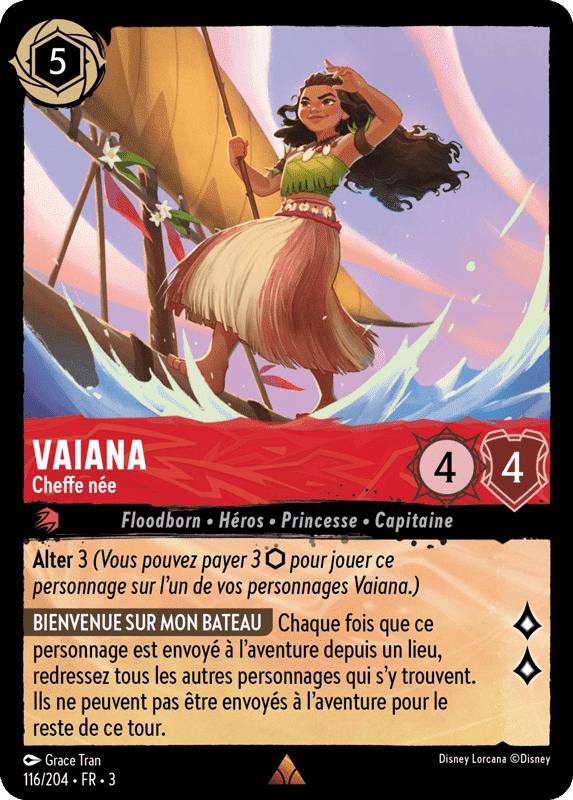 5
VAIANA
Cheffe née
4
4
Floodborn • Héros • Princesse • Capitaine
Alter 3 (Vous pouvez payer 3 pour jouer ce
personnage sur l'un de vos personnages Vaiana.)
BIENVENUE SUR MON BATEAU Chaque fois que ce
personnage est envoyé à l'aventure depuis un lieu,
redressez tous les autres personnages qui s'y trouvent.
Ils ne peuvent pas être envoyés à l'aventure pour le
reste de ce tour.
Grace Tran
Disney Lorcana ©Disney
116/204 • FR • 3